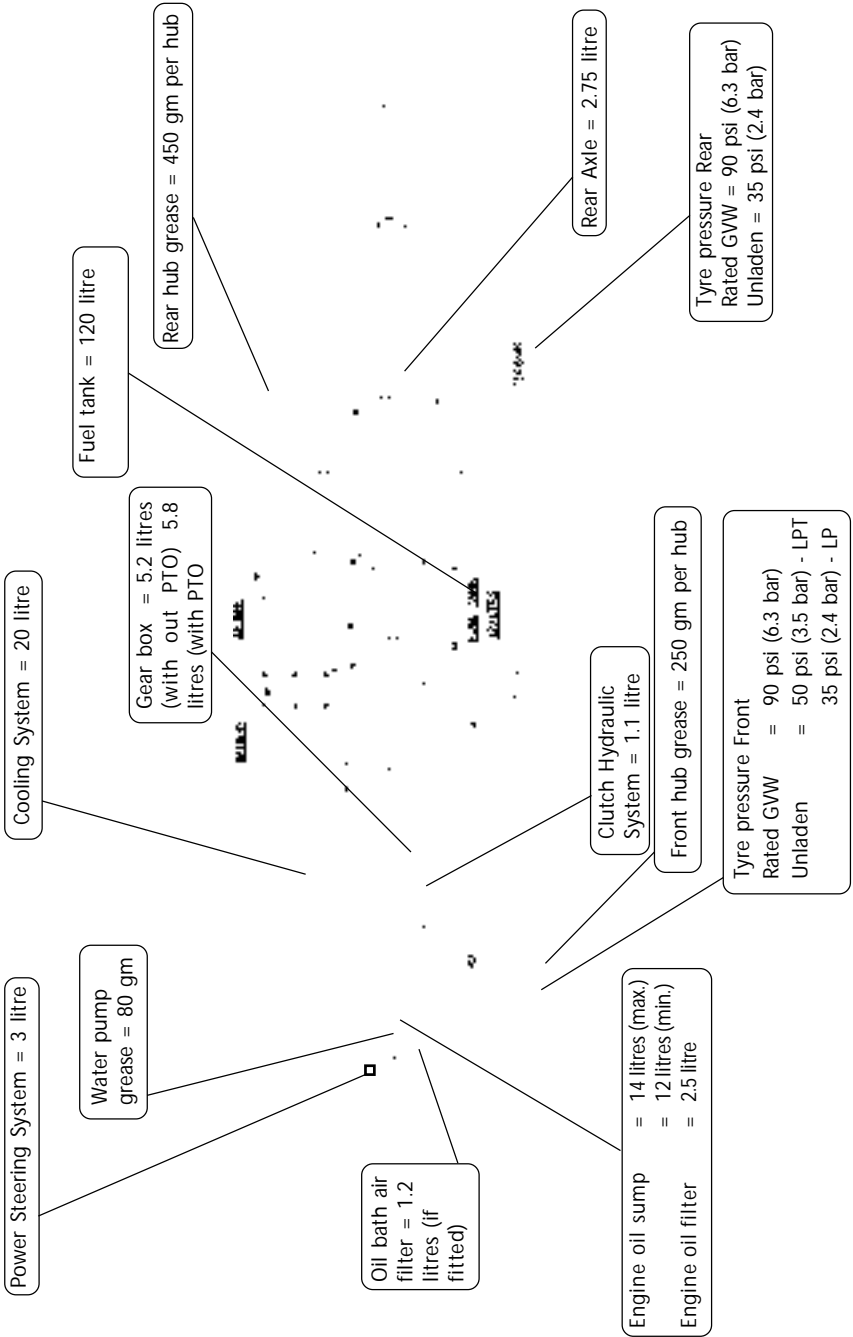 Power Steering System = 3 litre
Cooling System = 20 litre
Water pump
grease = 80 gm
Fuel tank = 120 litre
Rear hub grease = 450 gm per hub
Gear box = 5.2 litres
(with out PTO) 5.8
litres (with PTO
Oil bath air
filter = 1.2
litres (if
fitted)
Rear Axle = 2.75 litre
Clutch Hydraulic
System = 1.1 litre
Front hub grease = 250 gm per hub
Engine oil sump = 14 litres (max.)
= 12 litres (min.)
Engine oil filter = 2.5 litre
Tyre pressure Front
Rated GVW = 90 psi (6.3 bar)
Unladen = 50 psi (3.5 bar) - LPT
35 psi (2.4 bar) - LP
Tyre pressure Rear
Rated GVW = 90 psi (6.3 bar)
Unladen = 35 psi (2.4 bar)